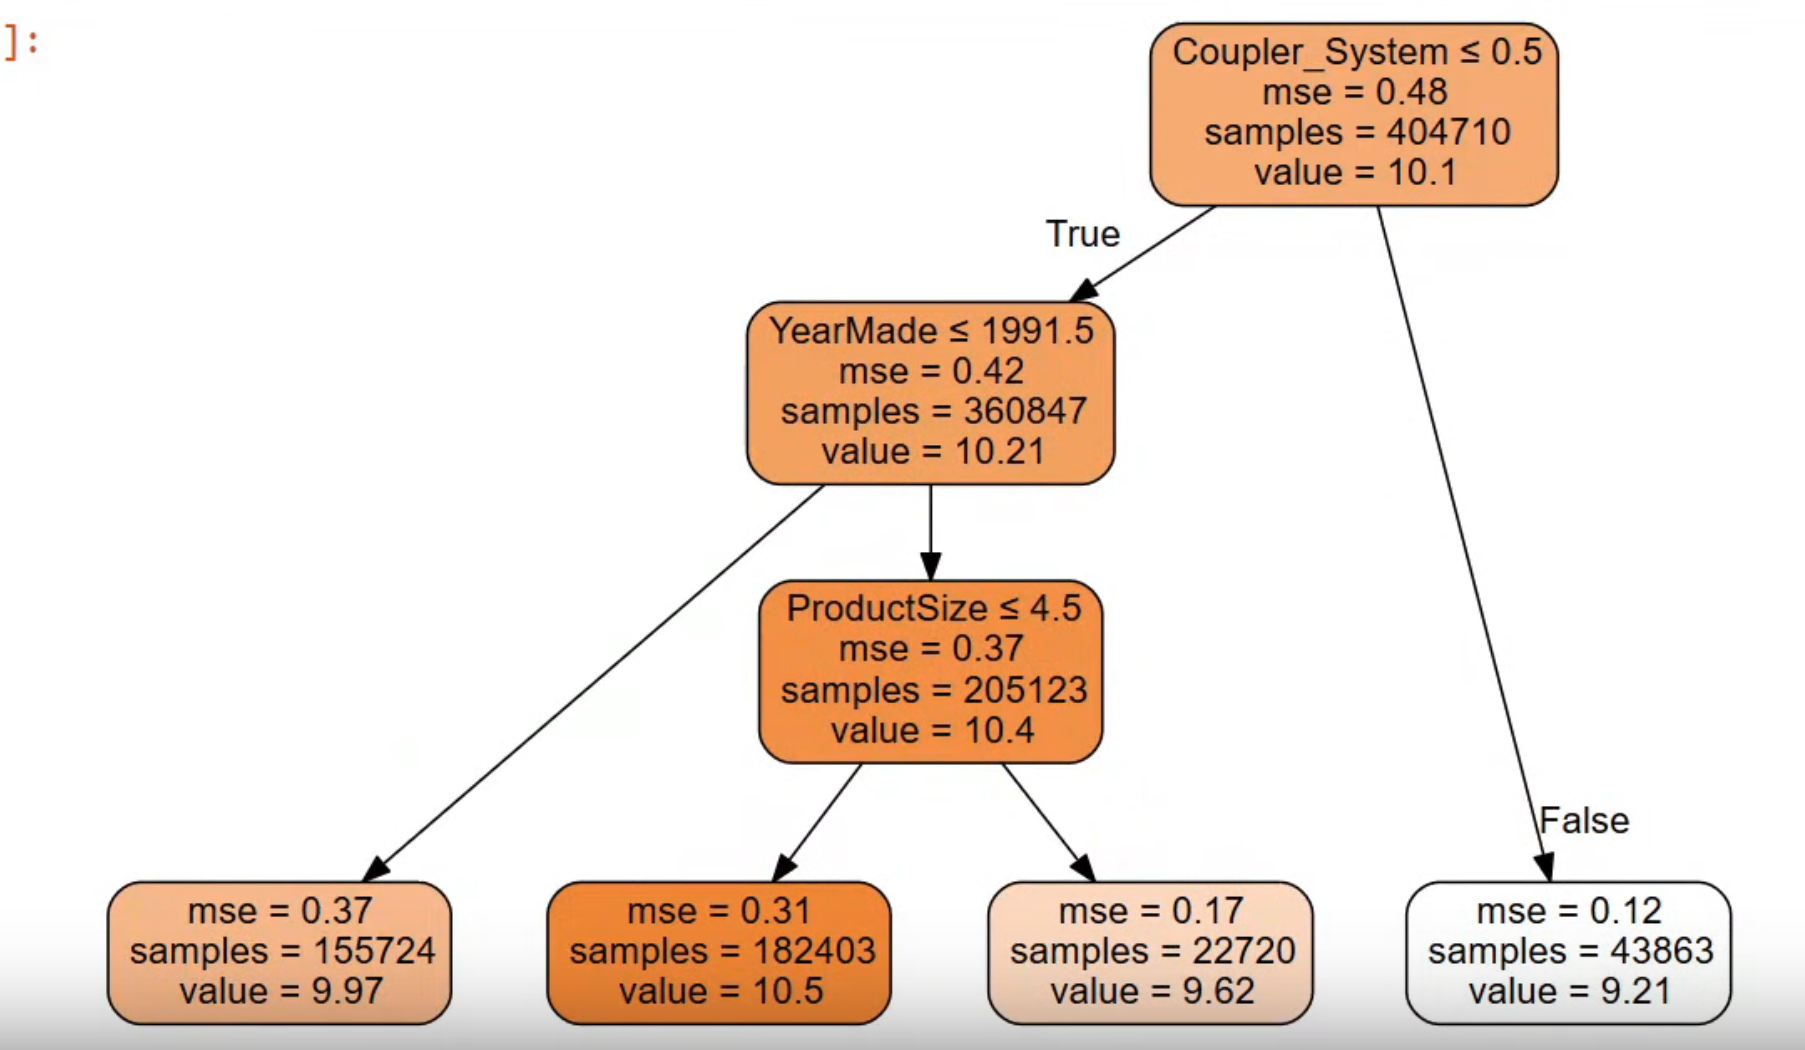 ]:
Coupler_System ≤ 0.5
mse = 0.48
samples = 404710
value = 10.1
True
YearMade ≤ 1991.5
mse = 0.42
samples = 360847
value = 10.21
ProductSize ≤ 4.5
mse = 0.37
samples = 205123
value = 10.4
False
mse = 0.37
samples = 155724
value = 9.97
mse = 0.31
samples = 182403
value = 10.5
mse = 0.17
samples = 22720
value = 9.62
mse = 0.12
samples = 43863
value = 9.21